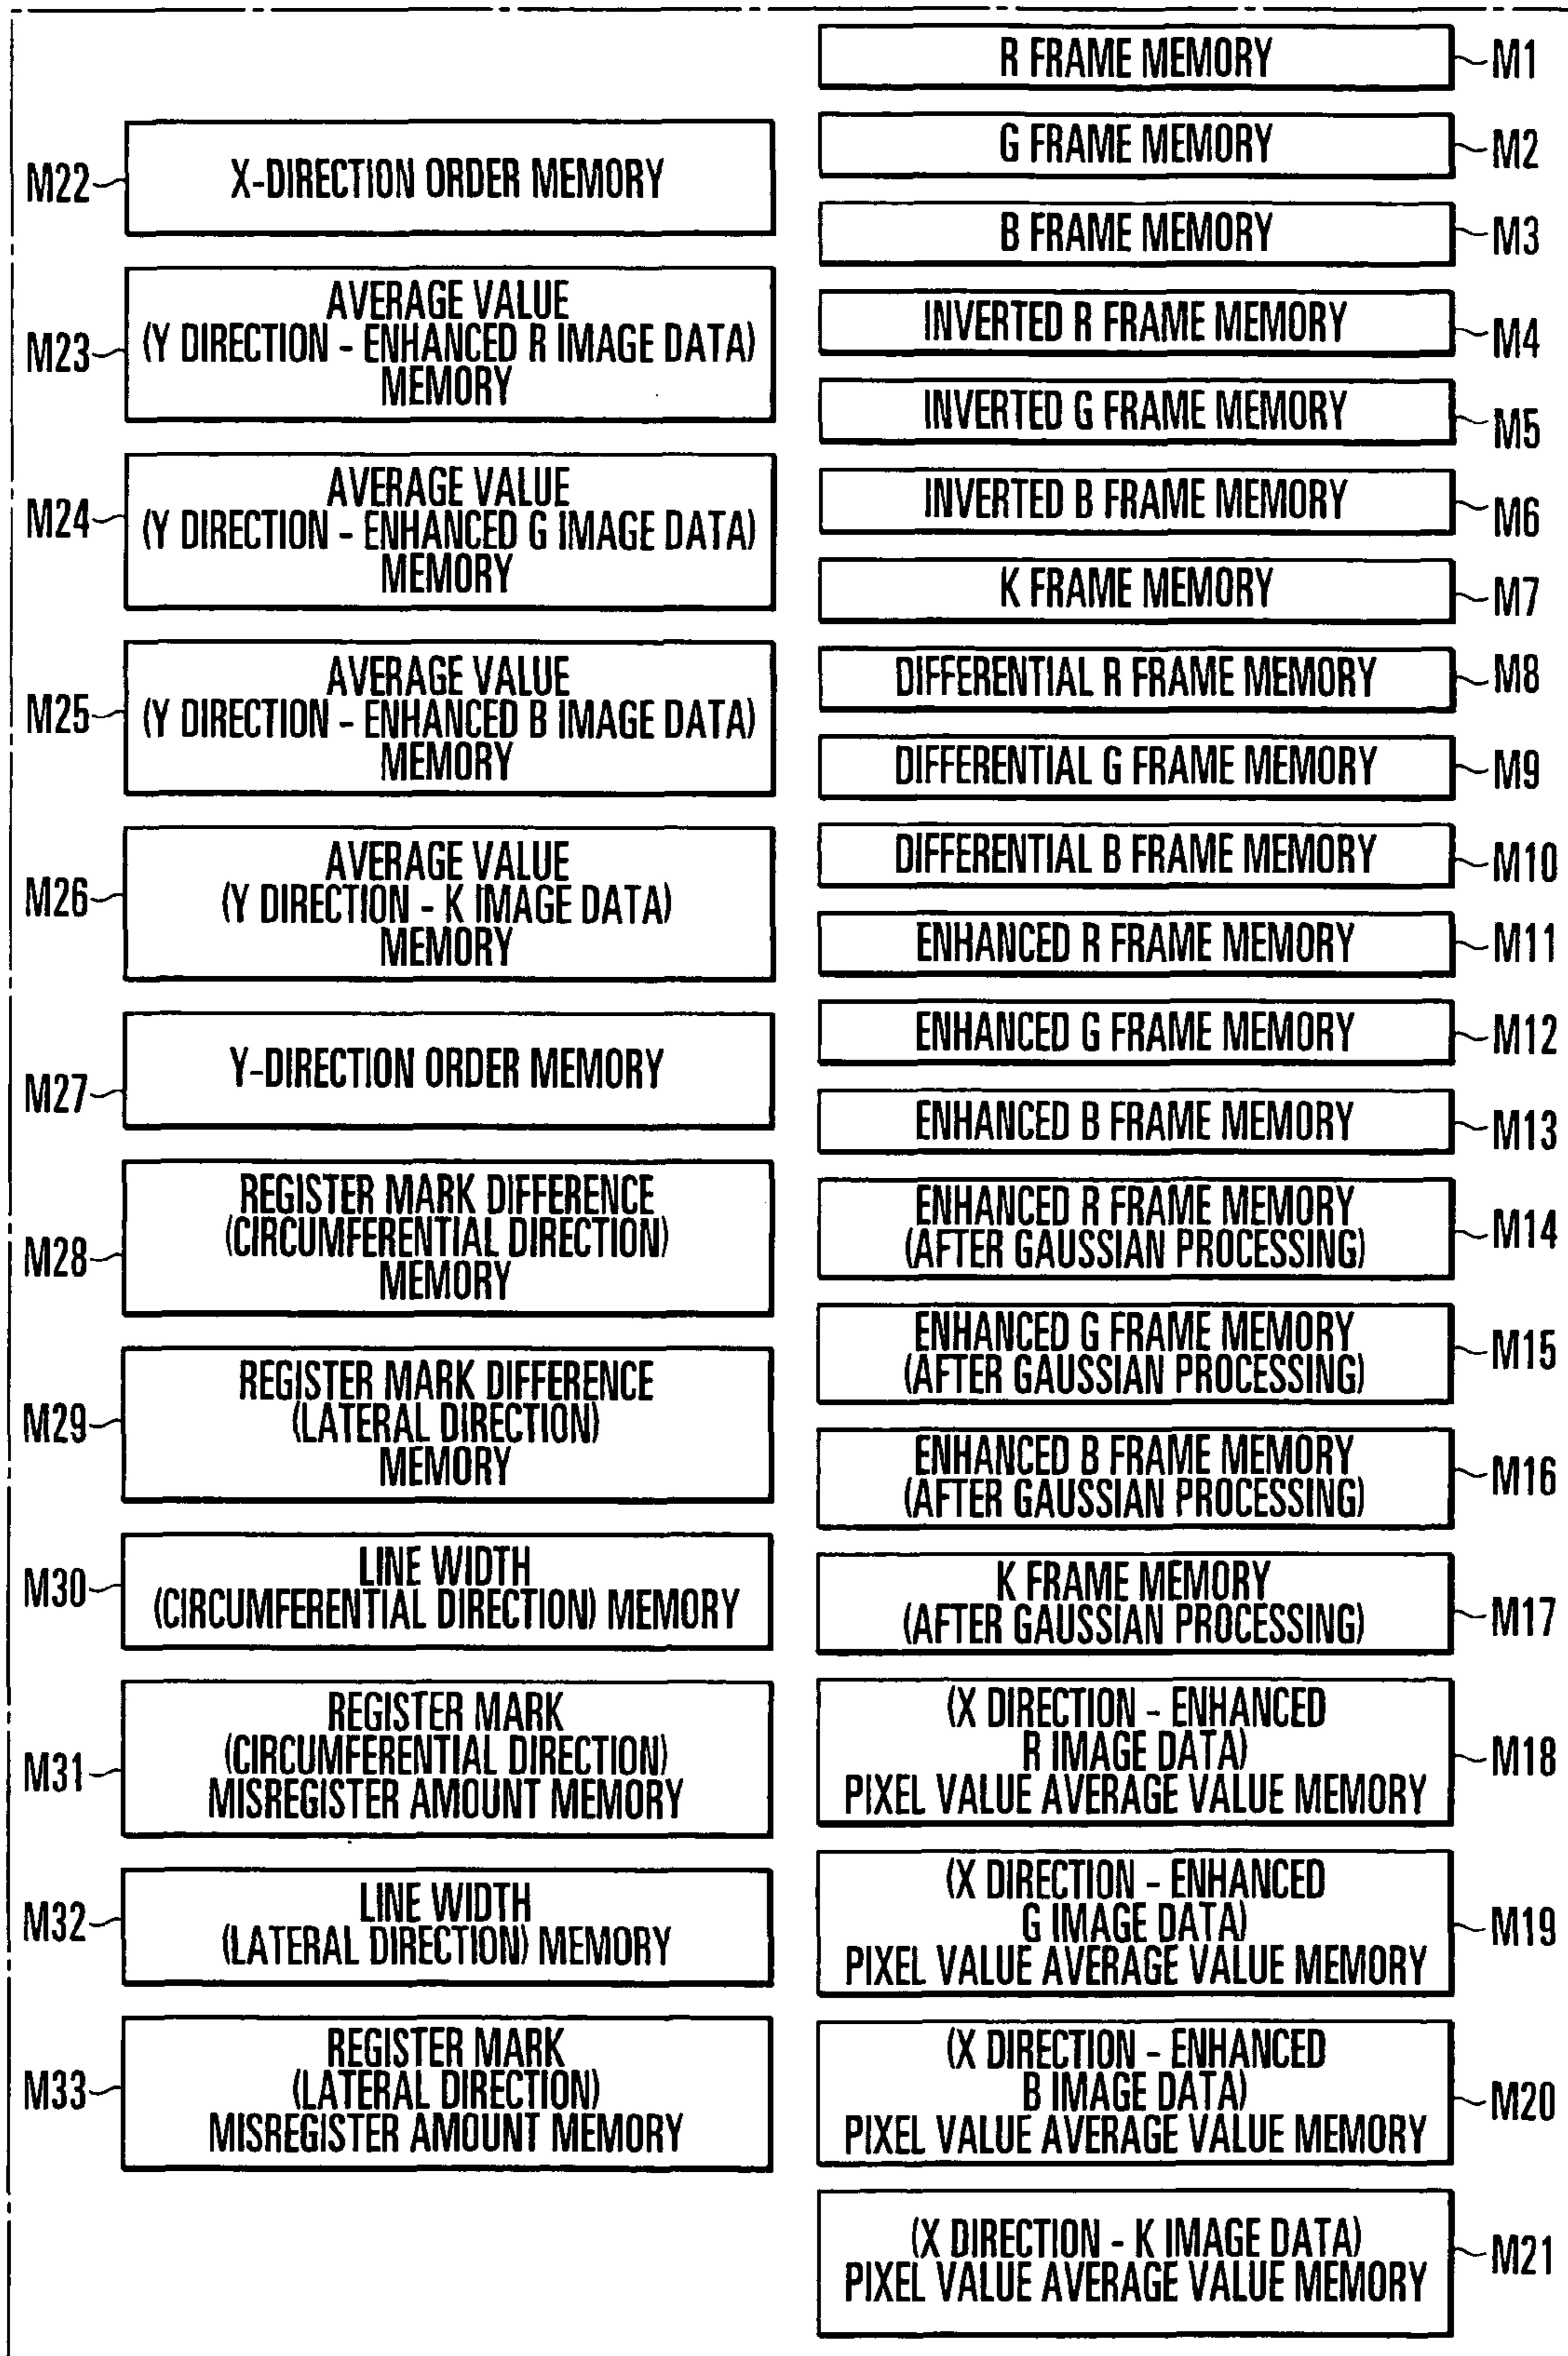 R FRAME MEMORY
M1
G FRAME MEMORY
M2
B FRAME MEMORY
M3
INVERTED R FRAME MEMORY
M4
INVERTED G FRAME MEMORY
M5
INVERTED B FRAME MEMORY
M6
K FRAME MEMORY
M7
DIFFERENTIAL R FRAME MEMORY
M8
DIFFERENTIAL G FRAME MEMORY
M9
DIFFERENTIAL B FRAME MEMORY
M10
ENHANCED R FRAME MEMORY
M11
ENHANCED G FRAME MEMORY
M12
ENHANCED B FRAME MEMORY
M13
ENHANCED R FRAME MEMORY
(AFTER GAUSSIAN PROCESSING)
M14
ENHANCED G FRAME MEMORY
(AFTER GAUSSIAN PROCESSING)
M15
ENHANCED B FRAME MEMORY
(AFTER GAUSSIAN PROCESSING)
M16
K FRAME MEMORY
(AFTER GAUSSIAN PROCESSING)
M17
(X DIRECTION - ENHANCED
R IMAGE DATA)
PIXEL VALUE AVERAGE VALUE MEMORY
M18
(X DIRECTION - ENHANCED
G IMAGE DATA)
PIXEL VALUE AVERAGE VALUE MEMORY
M19
(X DIRECTION - ENHANCED
B IMAGE DATA)
PIXEL VALUE AVERAGE VALUE MEMORY
M20
(X DIRECTION - K IMAGE DATA)
PIXEL VALUE AVERAGE VALUE MEMORY
M21
M22
X-DIRECTION ORDER MEMORY
M23
AVERAGE VALUE
(Y DIRECTION - ENHANCED R IMAGE DATA)
MEMORY
M24
AVERAGE VALUE
(Y DIRECTION - ENHANCED G IMAGE DATA)
MEMORY
M25
AVERAGE VALUE
(Y DIRECTION - ENHANCED B IMAGE DATA)
MEMORY
M26
AVERAGE VALUE
(Y DIRECTION - K IMAGE DATA)
MEMORY
M27
Y-DIRECTION ORDER MEMORY
M28
REGISTER MARK DIFFERENCE
(CIRCUMFERENTIAL DIRECTION)
MEMORY
M29
REGISTER MARK DIFFERENCE
(LATERAL DIRECTION)
MEMORY
M30
LINE WIDTH
(CIRCUMFERENTIAL DIRECTION) MEMORY
M31
REGISTER MARK
(CIRCUMFERENTIAL DIRECTION)
MISREGISTER AMOUNT MEMORY
M32
LINE WIDTH
(LATERAL DIRECTION) MEMORY
M33
REGISTER MARK
(LATERAL DIRECTION)
MISREGISTER AMOUNT MEMORY